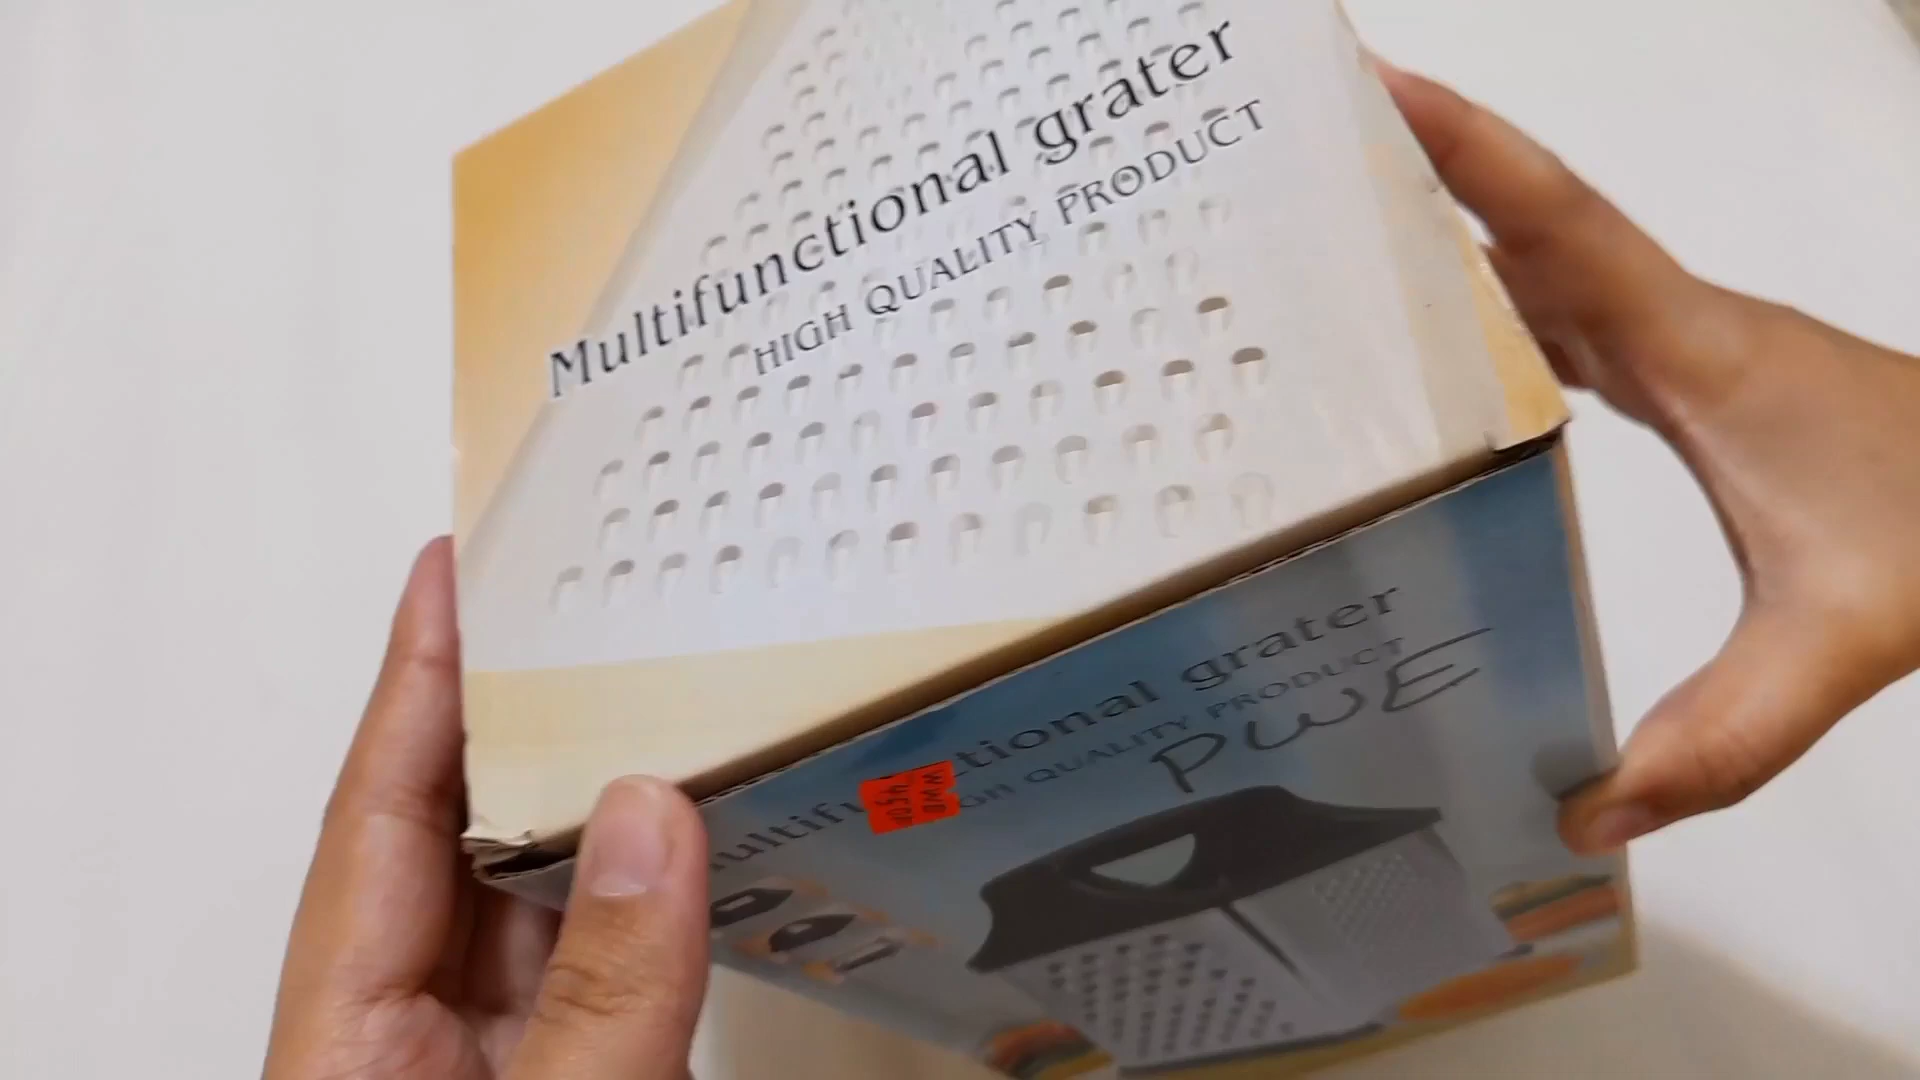 Multifunctional grater
HIGH QUALITY PRODUCT
tional grater
QUALITY PRODUCT
PWE